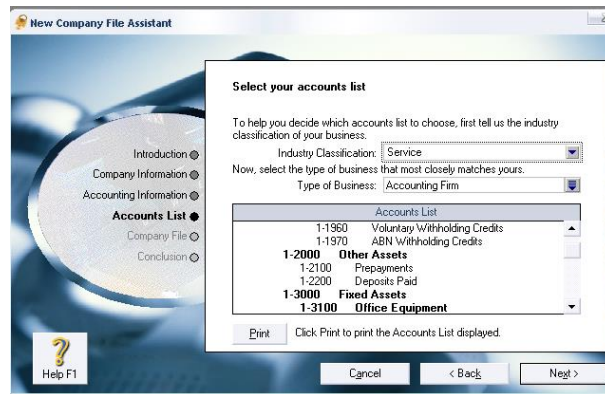 New Company File Assistant
Select your accounts list
To help you decide which accounts list to choose, first tell us the industry
classification of your business.
Industry Classification: Service
Now, select the type of business that most closely matches yours.
Type of Business: Accounting Firm
Accounts List
1-1960 Voluntary Withholding Credits
1-1970 ABN Withholding Credits
1-2000 Other Assets
1-2100 Prepayments
1-2200 Deposits Paid
1-3000 Fixed Assets
1-3100 Office Equipment
Print Click Print to print the Accounts List displayed.
Introduction
Company Information
Accounting Information
Accounts List
Company File
Conclusion
?
Help F1
Cancel < Back Next >